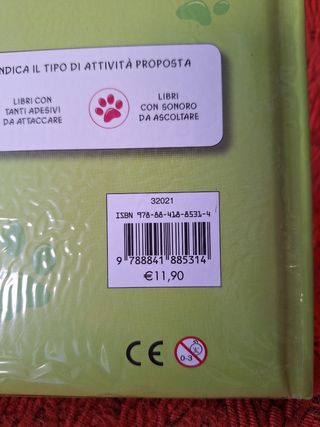 NDICA IL TIPO DI ATTIVITÀ PROPOSTA
LIBRI CON
TANTI ADESIVI
DA ATTACCARE
LIBRI
CON SONORO
DA ASCOLTARE
32021
ISBN 978-88-418-8531-4
9 788841 885314
€11,90
CE
0-3